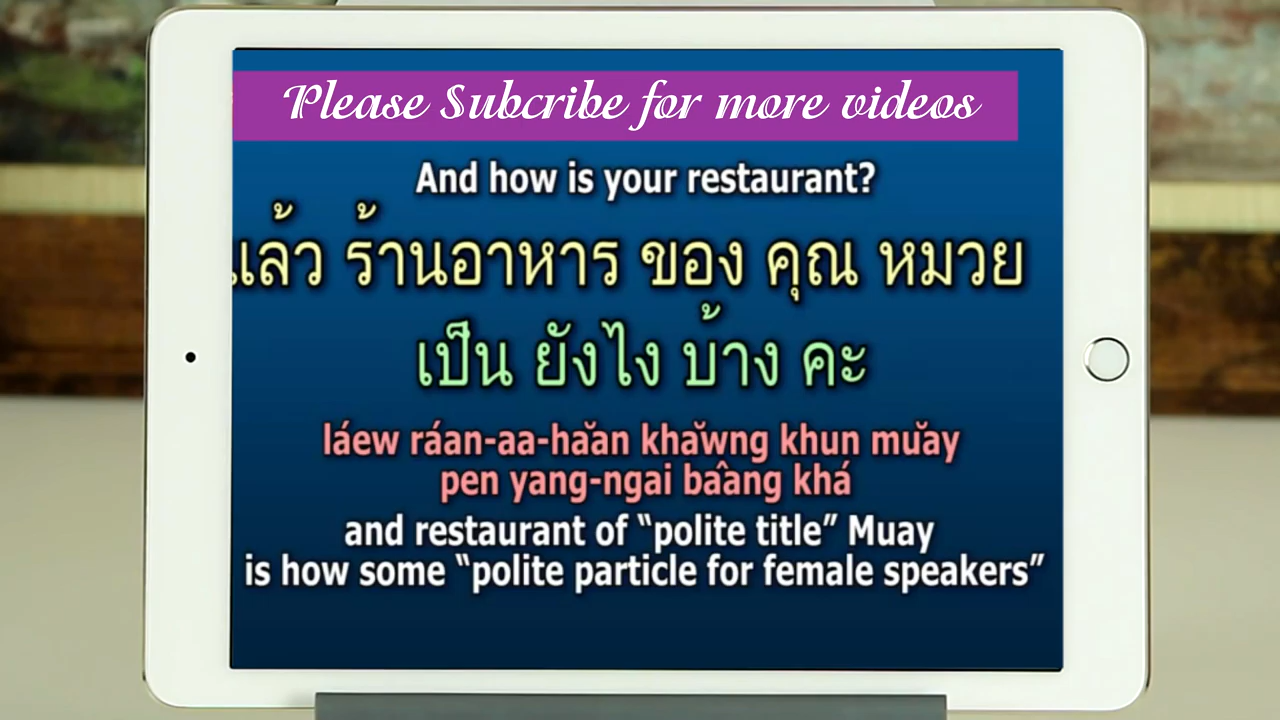 Please Subcribe for more videos
And how is your restaurant?
แล้ว ร้านอาหาร ของ คุณ หมวย
เป็น ยังไง บ้าง คะ
láew ráan-aa-hǎan khǎwng khun mǔay
pen yang-ngai bâang khá
and restaurant of “polite title” Muay
is how some “polite particle for female speakers”